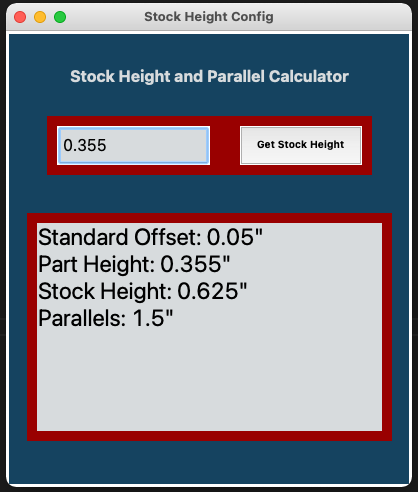 Stock Height Config
Stock Height and Parallel Calculator
0.355
Get Stock Height
Standard Offset: 0.05"
Part Height: 0.355"
Stock Height: 0.625"
Parallels: 1.5"